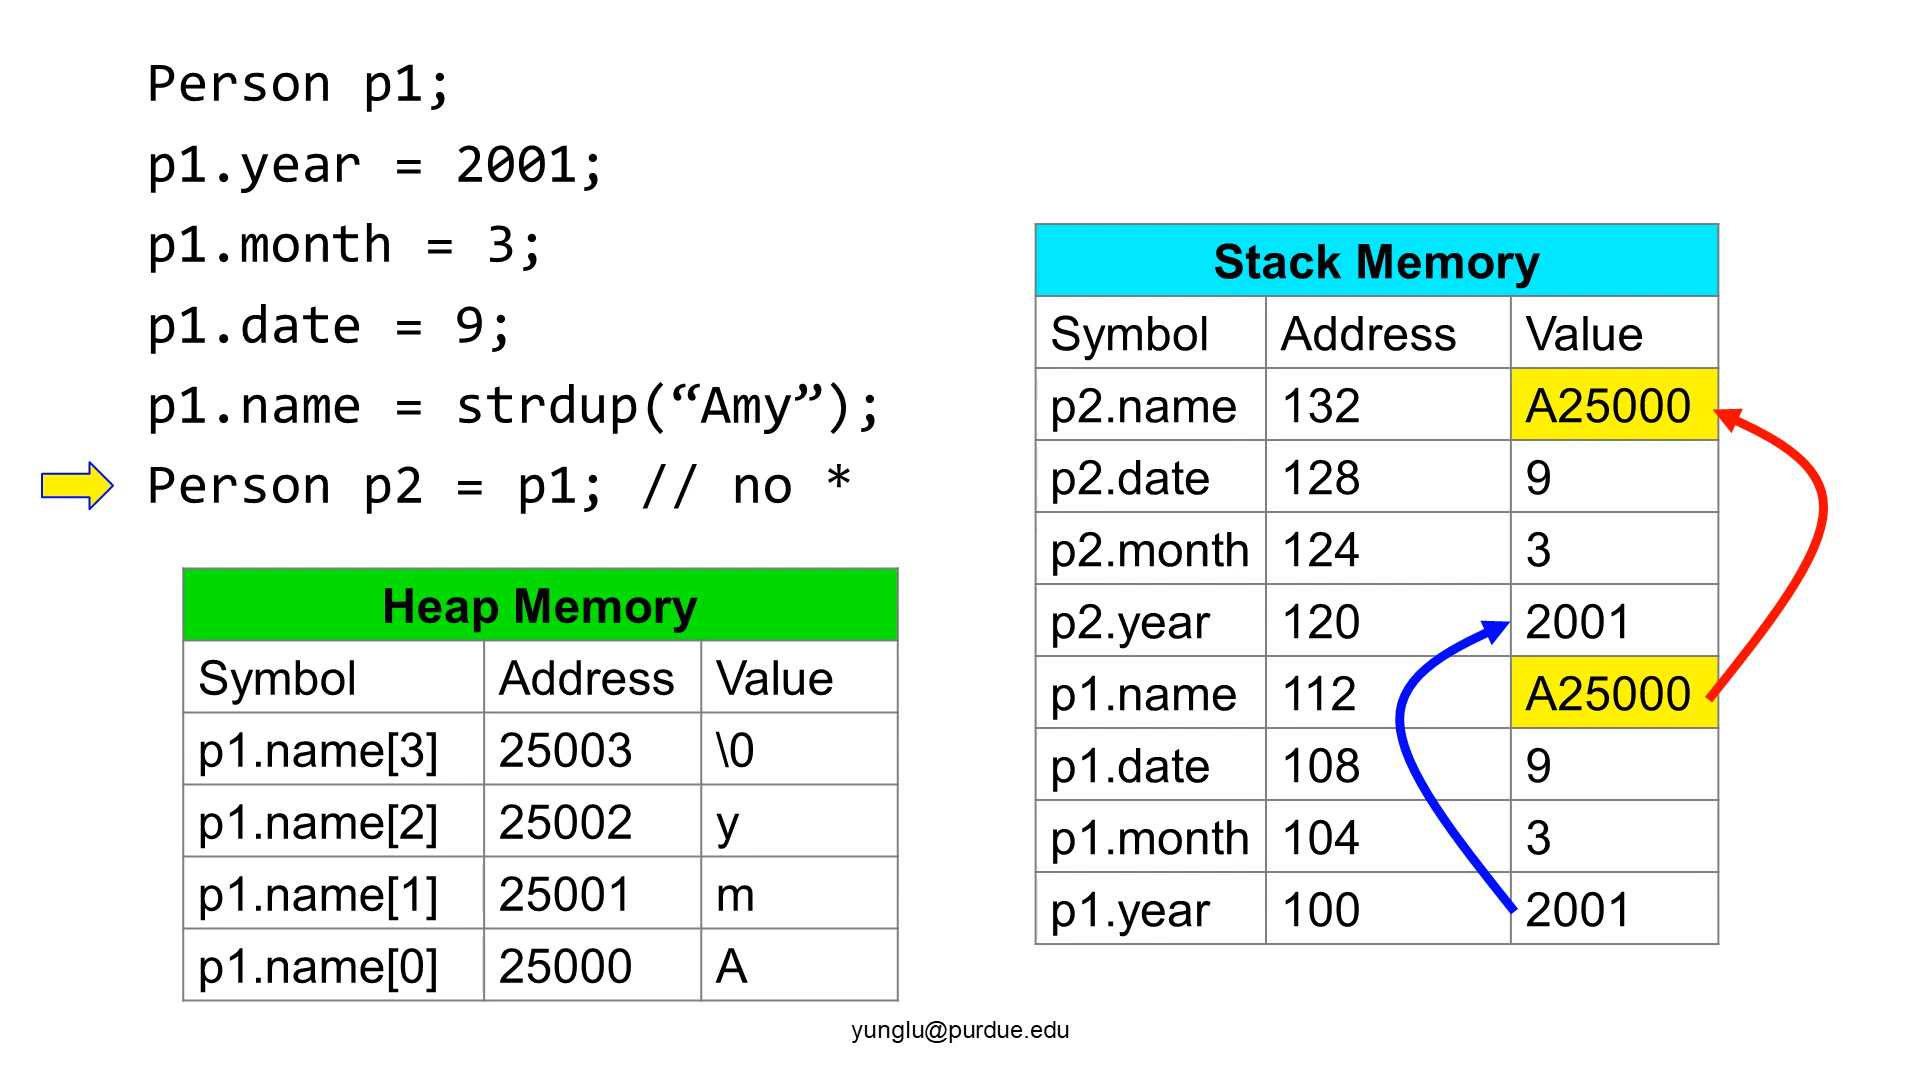 Person p1;
p1.year = 2001;
p1.month = 3;
p1.date = 9;
p1.name = strdup(“Amy”);
Person p2 = p1; // no *
Heap Memory
Symbol Address Value
p1.name[3] 25003 \0
p1.name[2] 25002 y
p1.name[1] 25001 m
p1.name[0] 25000 A
Stack Memory
Symbol Address Value
p2.name 132 A25000
p2.date 128 9
p2.month 124 3
p2.year 120 2001
p1.name 112 A25000
p1.date 108 9
p1.month 104 3
p1.year 100 2001
yunglu@purdue.edu